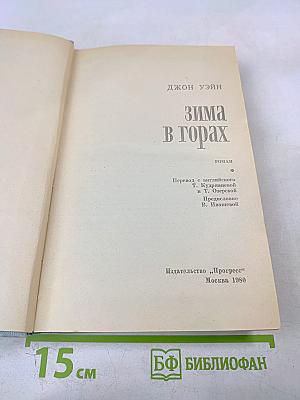 ДЖОН УЭЙН
ЗИМА
В ГОРАХ
РОМАН
Перевод с английского
Т. Кудрявцевой
и Т. Озерской
Предисловие
В. Ивашевой
Издательство „Прогресс“
Москва 1980
15 см
БФ БИБЛИОФАН